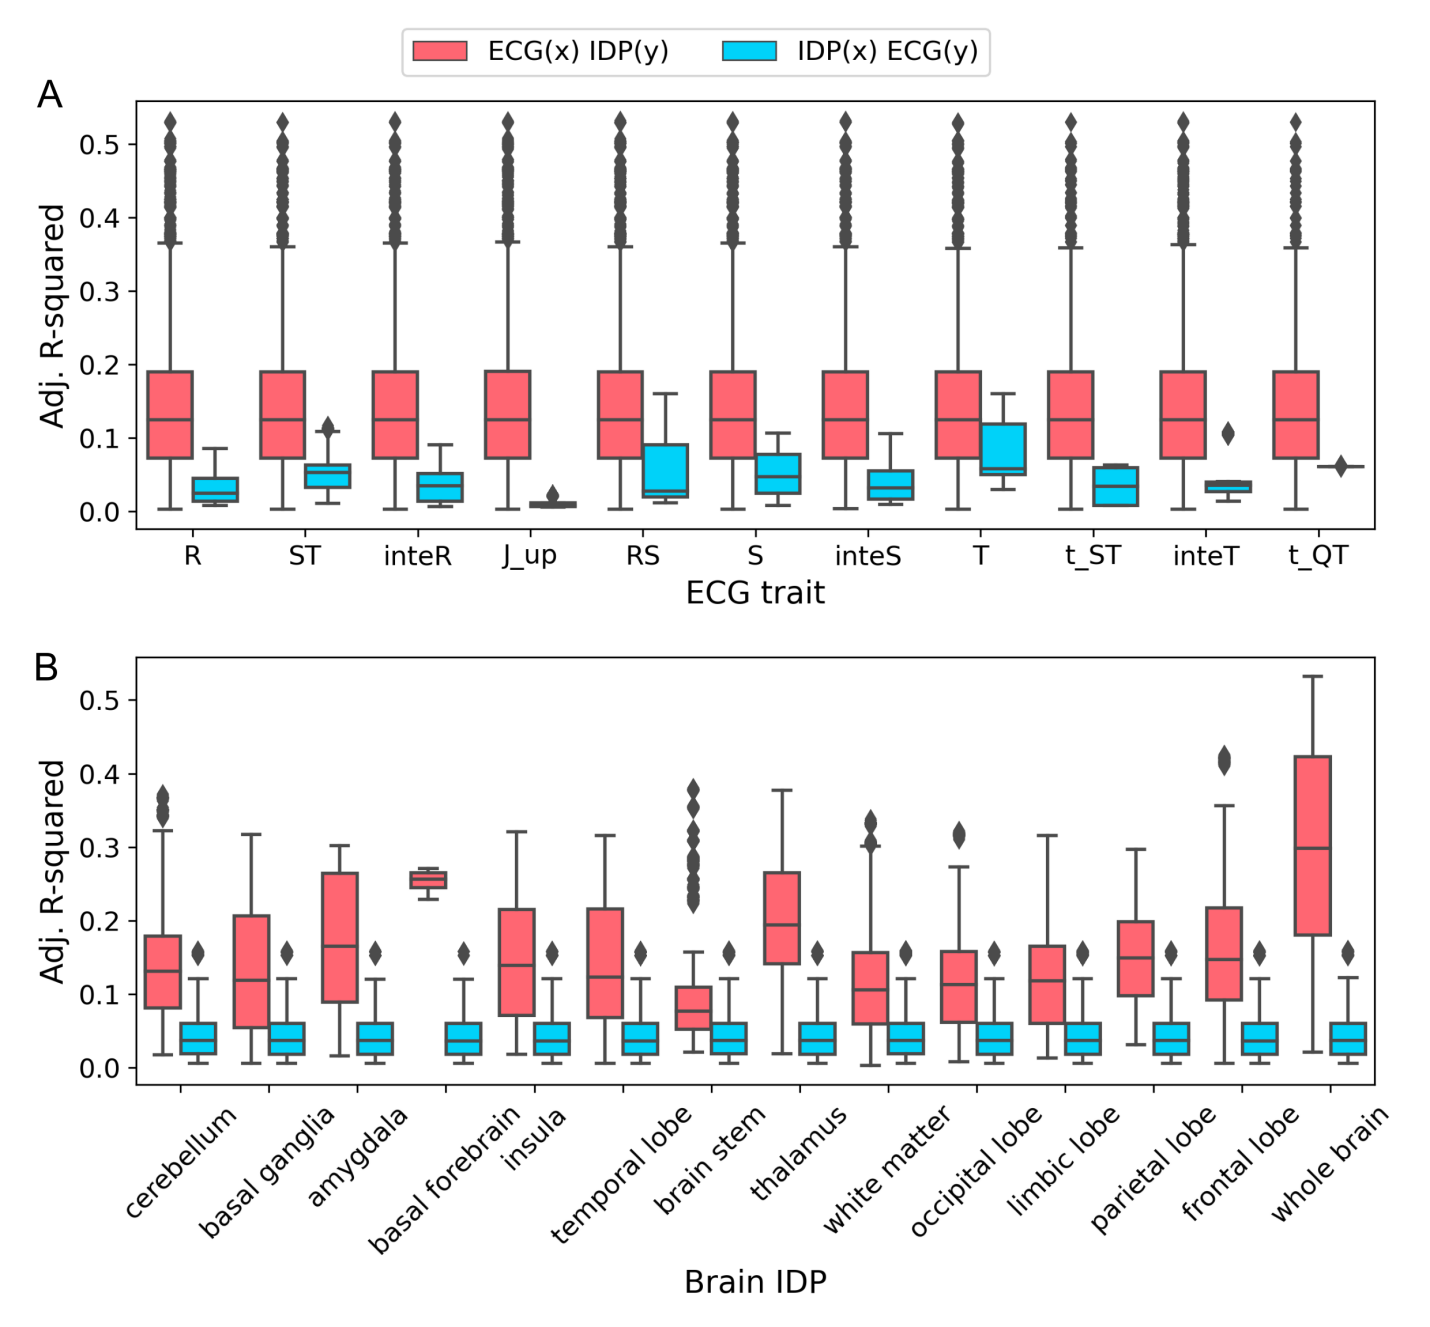 ECG(x) IDP(y) IDP(x) ECG(y)
A
0.5
0.4
0.3
0.2
0.1
0.0
Adj. R-squared
R ST inteR J_up RS S inteS T t_ST inteT t_QT
ECG trait
B
0.5
0.4
0.3
0.2
0.1
0.0
Adj. R-squared
cerebellum
basal ganglia
amygdala
basal forebrain
insula
temporal lobe
brain stem
thalamus
white matter
occipital lobe
limbic lobe
parietal lobe
frontal lobe
whole brain
Brain IDP